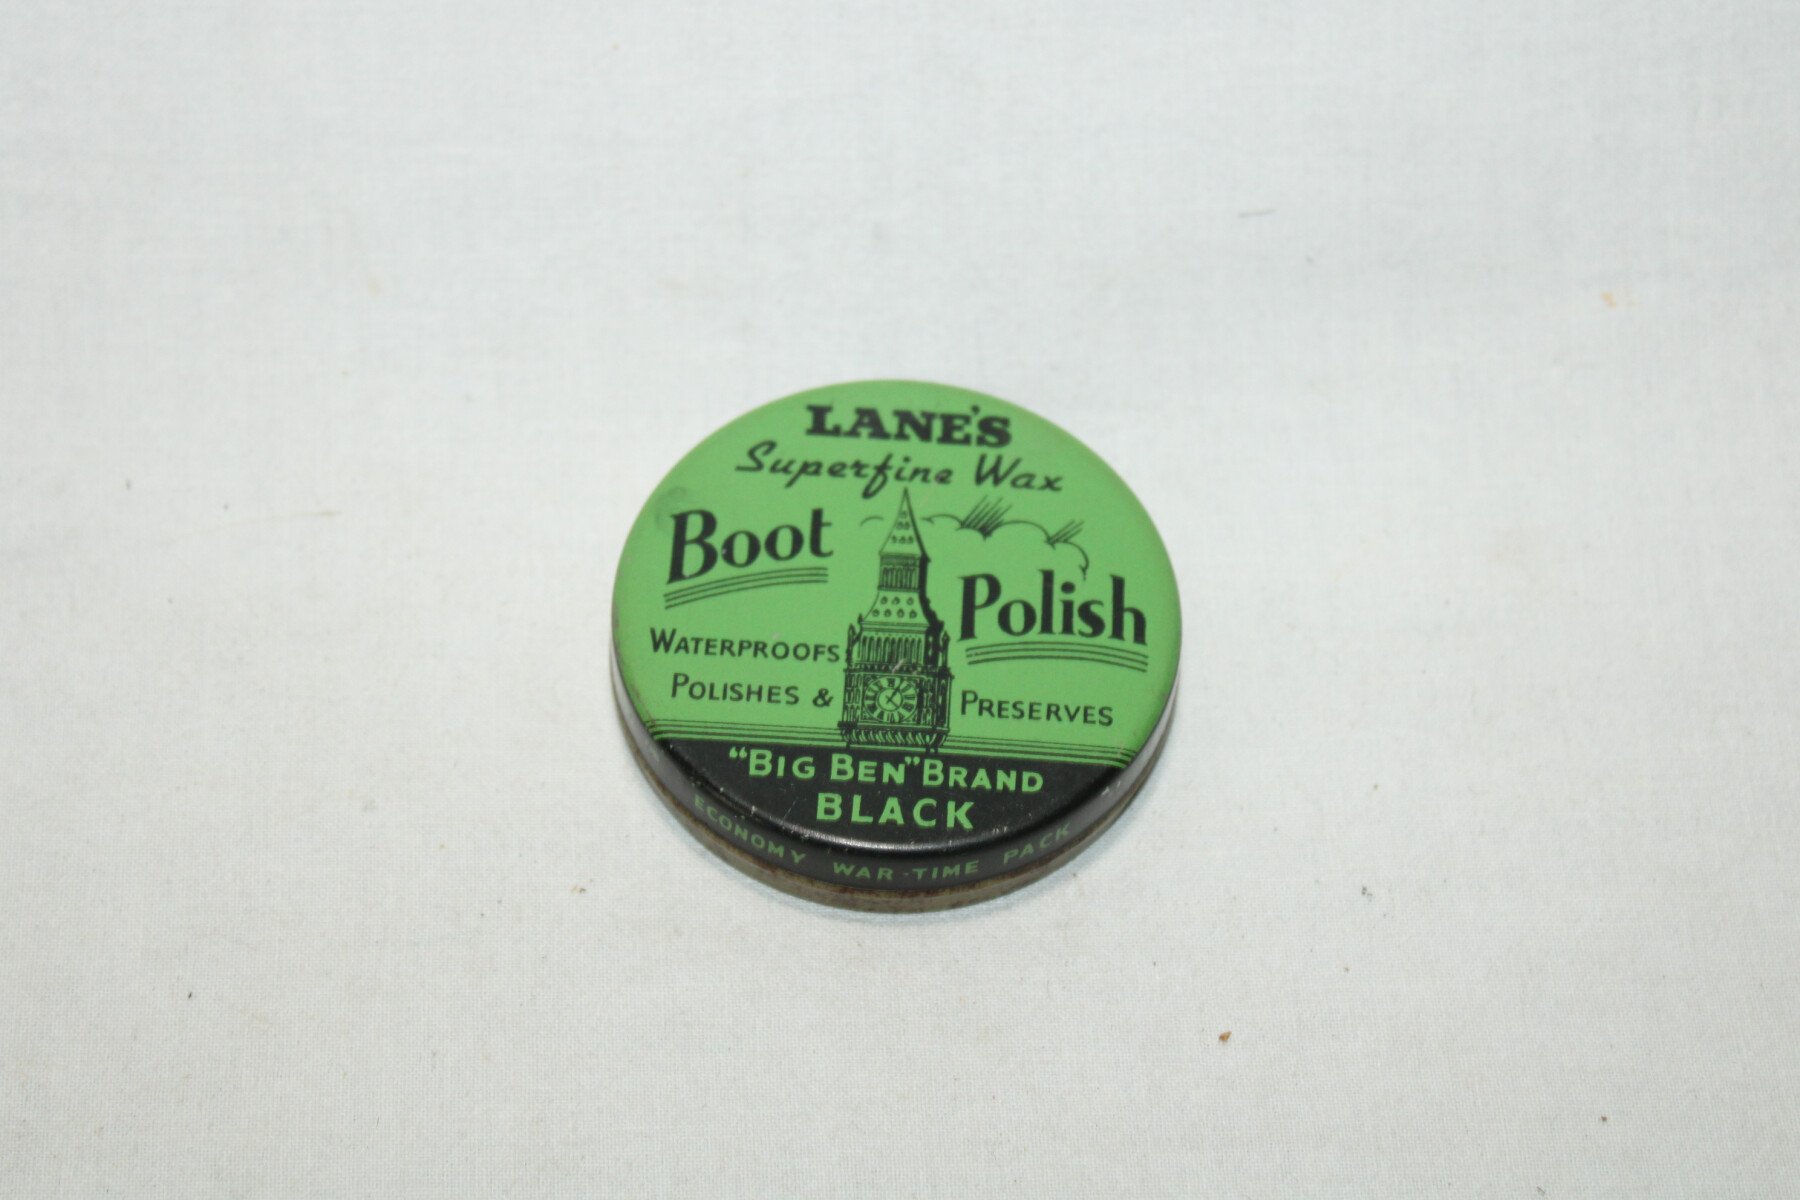 LANE'S
Superfine Wax
Boot
Polish
WATERPROOFS
POLISHES & PRESERVES
"BIG BEN" BRAND
BLACK
ECONOMY WAR-TIME PACK